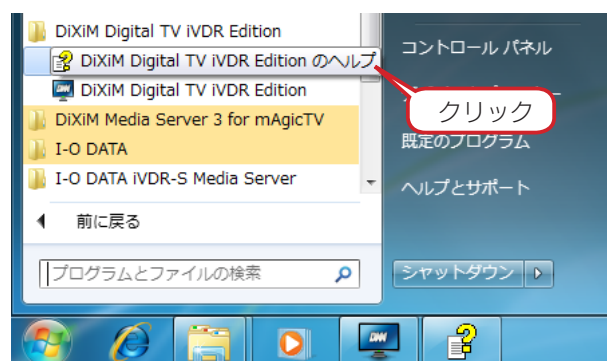 DiXiM Digital TV iVDR Edition
DiXiM Digital TV iVDR Edition のヘルプ
DiXiM Digital TV iVDR Edition
DiXiM Media Server 3 for mAgicTV
I-O DATA
I-O DATA iVDR-S Media Server
前に戻る
プログラムとファイルの検索
コントロール パネル
クリック
既定のプログラム
ヘルプとサポート
シャットダウン